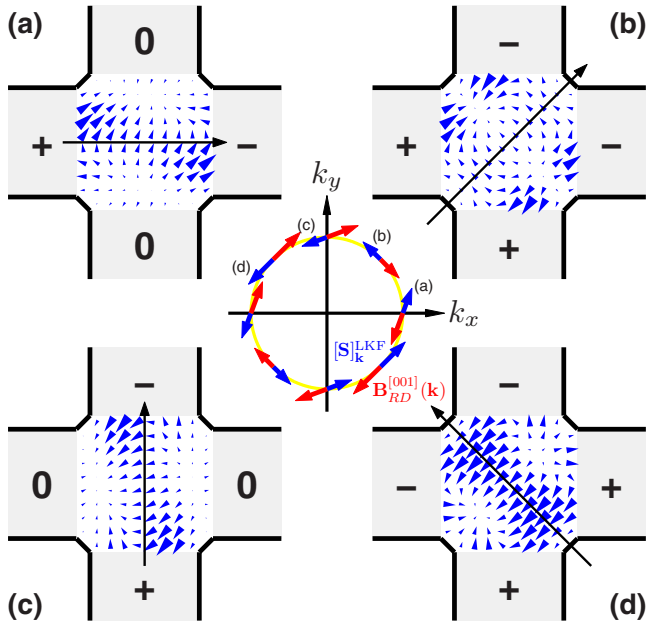 (a)
0
+
−
0
(b)
−
+
−
+
k_y
(c)
(b)
(d)
(a)
k_x
[S]_k^LKF
B_RD^[001](k)
−
0
0
+
(c)
−
−
+
+
(d)